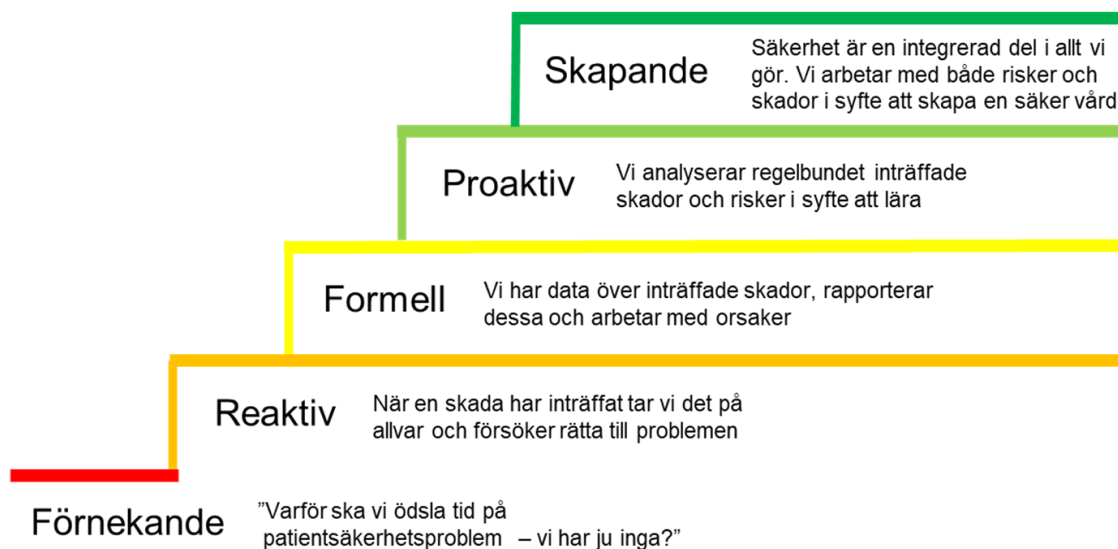 Skapande
Säkerhet är en integrerad del i allt vi
gör. Vi arbetar med både risker och
skador i syfte att skapa en säker vård
Proaktiv
Vi analyserar regelbundet inträffade
skador och risker i syfte att lära
Formell
Vi har data över inträffade skador, rapporterar
dessa och arbetar med orsaker
Reaktiv
När en skada har inträffat tar vi det på
allvar och försöker rätta till problemen
Förnekande
”Varför ska vi ödsla tid på
patientsäkerhetsproblem – vi har ju inga?”